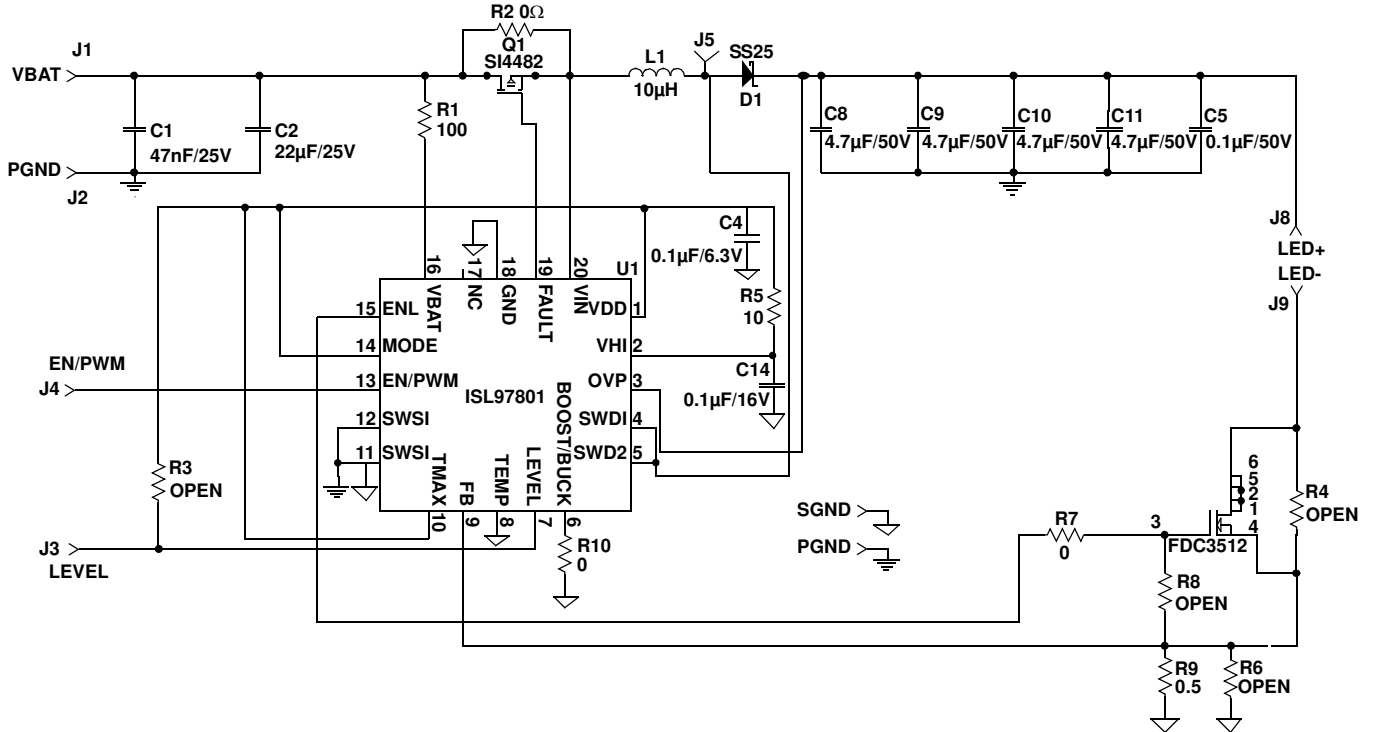 R2 0Ω
Q1
SI4482
J1
VBAT
C1
47nF/25V
C2
22µF/25V
PGND
J2
R1
100
L1
10µH
J5
SS25
D1
C8
4.7µF/50V
C9
4.7µF/50V
C10
4.7µF/50V
C11
4.7µF/50V
C5
0.1µF/50V
J8
LED+
LED-
J9
C4
0.1µF/6.3V
R5
10
C14
0.1µF/16V
U1
ISL97801
16 VBAT
17 NC
18 GND
19 FAULT
20 VIN
VDD 1
VHI 2
OVP 3
SWDI 4
SWD2 5
15 ENL
14 MODE
13 EN/PWM
12 SWSI
11 SWSI
TMAX 10
FB 9
TEMP 8
LEVEL 7
BOOST/BUCK 6
EN/PWM
J4
R3
OPEN
J3
LEVEL
R10
0
SGND
PGND
R7
0
3
6
5
2
1
4
FDC3512
R4
OPEN
R8
OPEN
R9
0.5
R6
OPEN